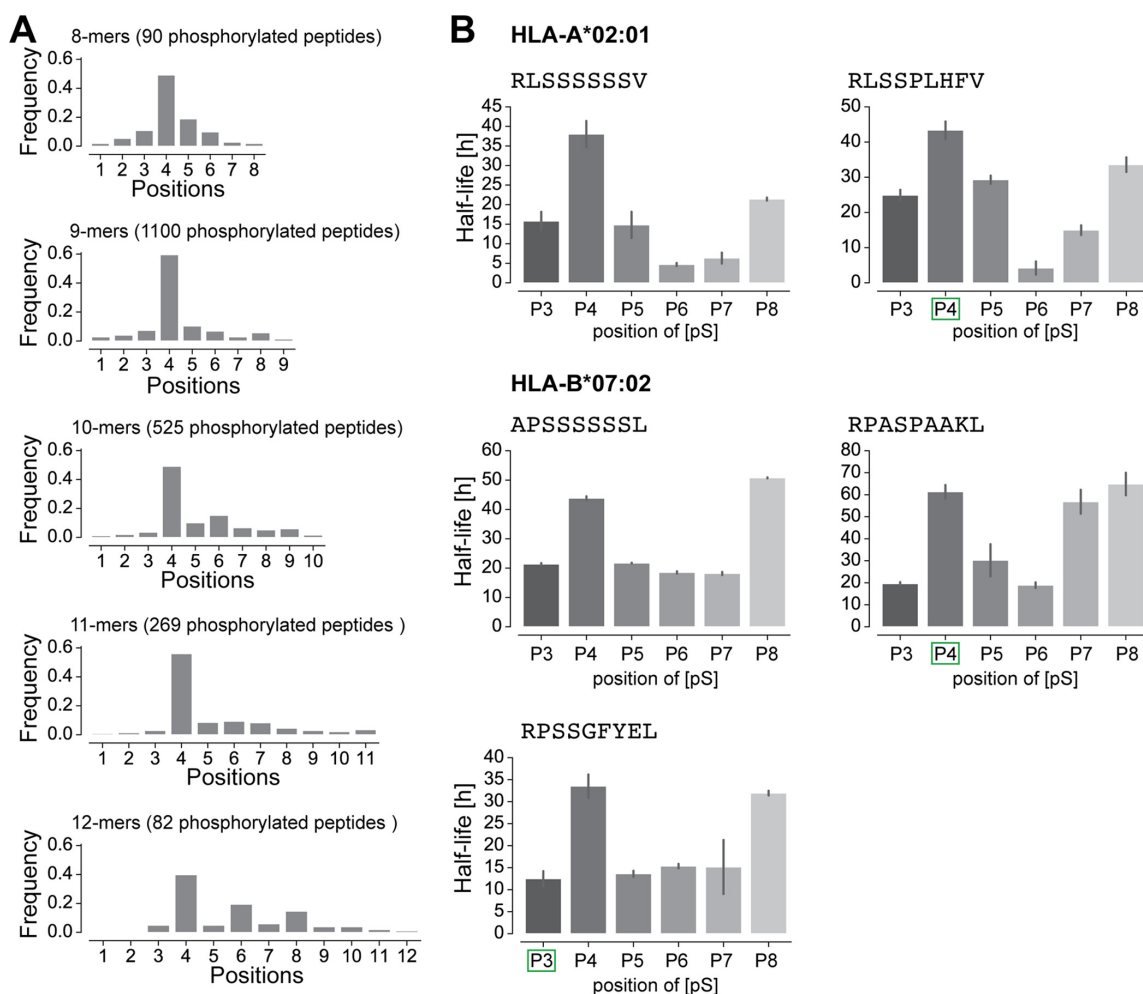 A
8-mers (90 phosphorylated peptides)
Frequency
0.6
0.4
0.2
0.0
1 2 3 4 5 6 7 8
Positions
9-mers (1100 phosphorylated peptides)
Frequency
0.6
0.4
0.2
0.0
1 2 3 4 5 6 7 8 9
Positions
10-mers (525 phosphorylated peptides)
Frequency
0.6
0.4
0.2
0.0
1 2 3 4 5 6 7 8 9 10
Positions
11-mers (269 phosphorylated peptides )
Frequency
0.6
0.4
0.2
0.0
1 2 3 4 5 6 7 8 9 10 11
Positions
12-mers (82 phosphorylated peptides )
Frequency
0.6
0.4
0.2
0.0
1 2 3 4 5 6 7 8 9 10 11 12
Positions
B
HLA-A*02:01
RLSSSSSSV
Half-life [h]
45
40
35
30
25
20
15
10
5
0
P3 P4 P5 P6 P7 P8
position of [pS]
RLSSPLHFV
50
40
30
20
10
0
P3 P4 P5 P6 P7 P8
position of [pS]
HLA-B*07:02
APSSSSSSL
Half-life [h]
60
50
40
30
20
10
0
P3 P4 P5 P6 P7 P8
position of [pS]
RPASPAAKL
80
70
60
50
40
30
20
10
0
P3 P4 P5 P6 P7 P8
position of [pS]
RPSSGFYEL
Half-life [h]
40
35
30
25
20
15
10
5
0
P3 P4 P5 P6 P7 P8
position of [pS]